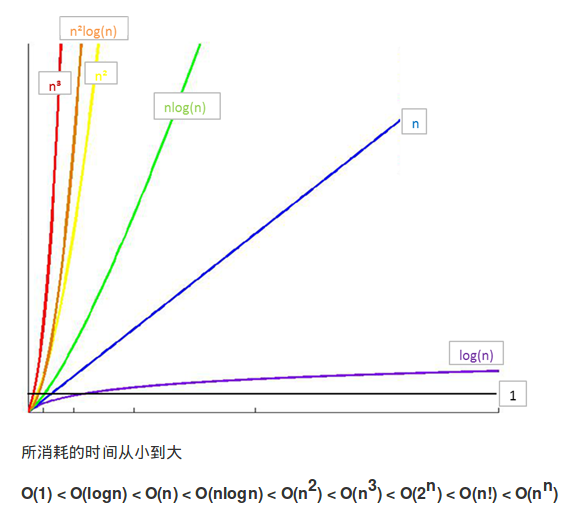 n²log(n)
n³
n²
nlog(n)
n
log(n)
1
所消耗的时间从小到大
O(1) < O(logn) < O(n) < O(nlogn) < O(n²) < O(n³) < O(2ⁿ) < O(n!) < O(nⁿ)